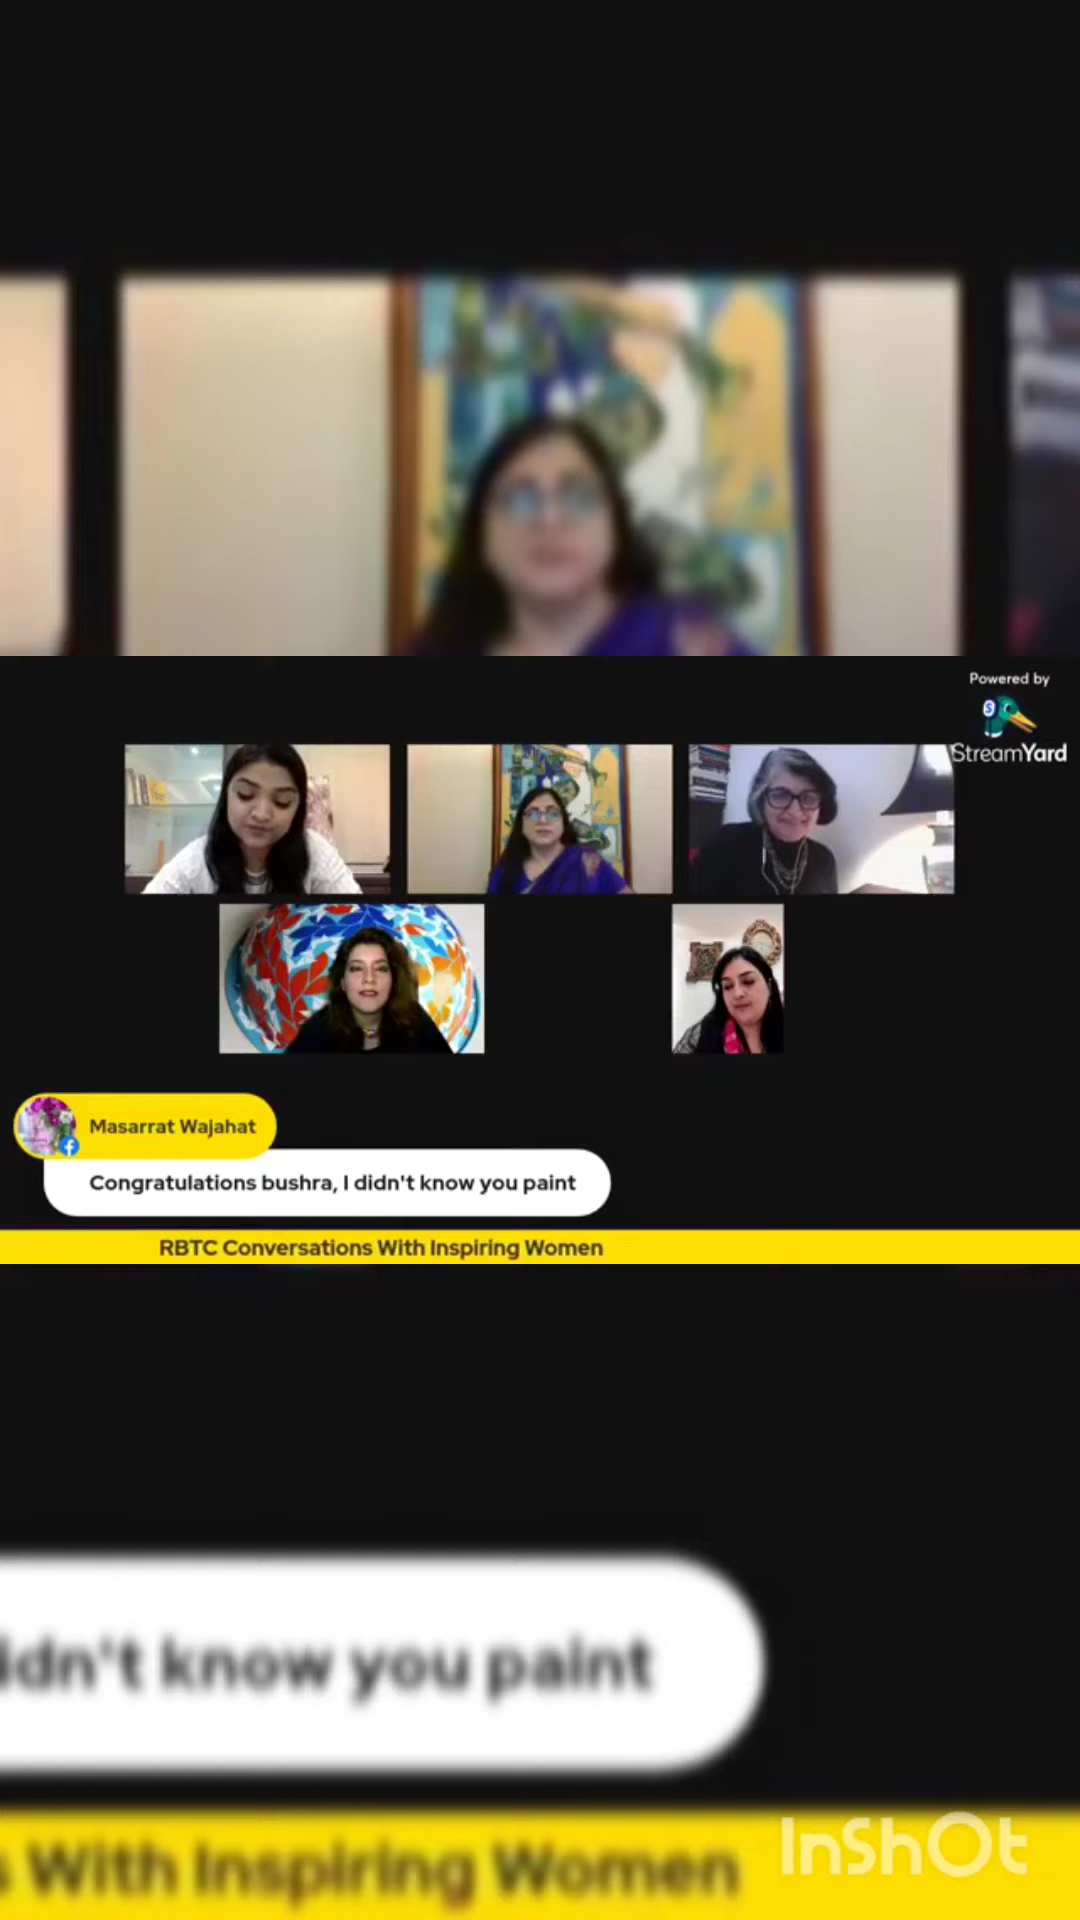 Powered by
StreamYard
Masarrat Wajahat
Congratulations bushra, I didn't know you paint
RBTC Conversations With Inspiring Women
idn't know you paint
s With Inspiring Women
InShOt